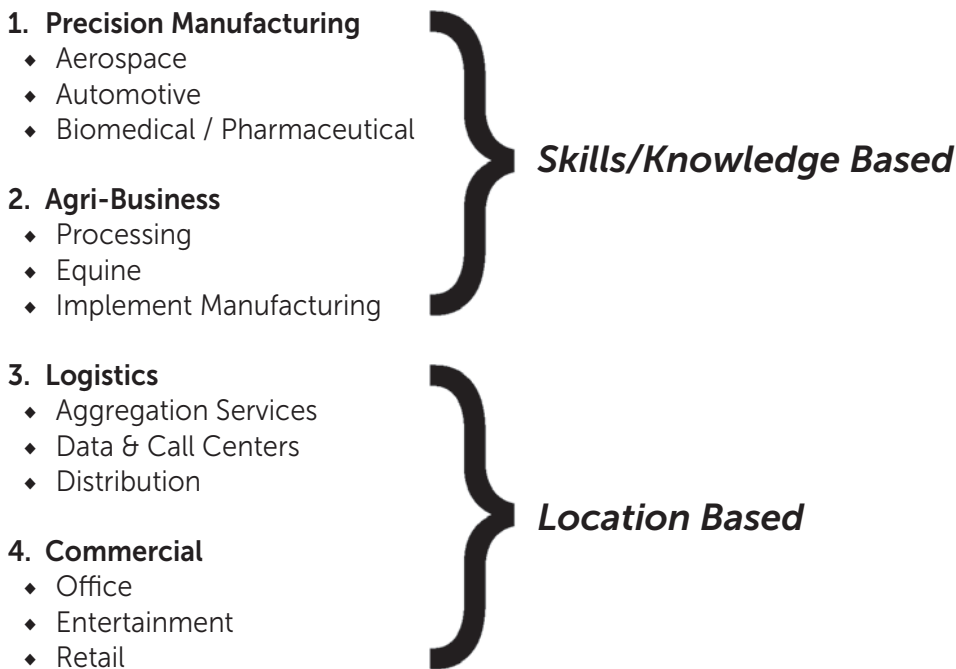 1. Precision Manufacturing
◆ Aerospace
◆ Automotive
◆ Biomedical / Pharmaceutical
Skills/Knowledge Based
2. Agri-Business
◆ Processing
◆ Equine
◆ Implement Manufacturing
3. Logistics
◆ Aggregation Services
◆ Data & Call Centers
◆ Distribution
Location Based
4. Commercial
◆ Office
◆ Entertainment
◆ Retail